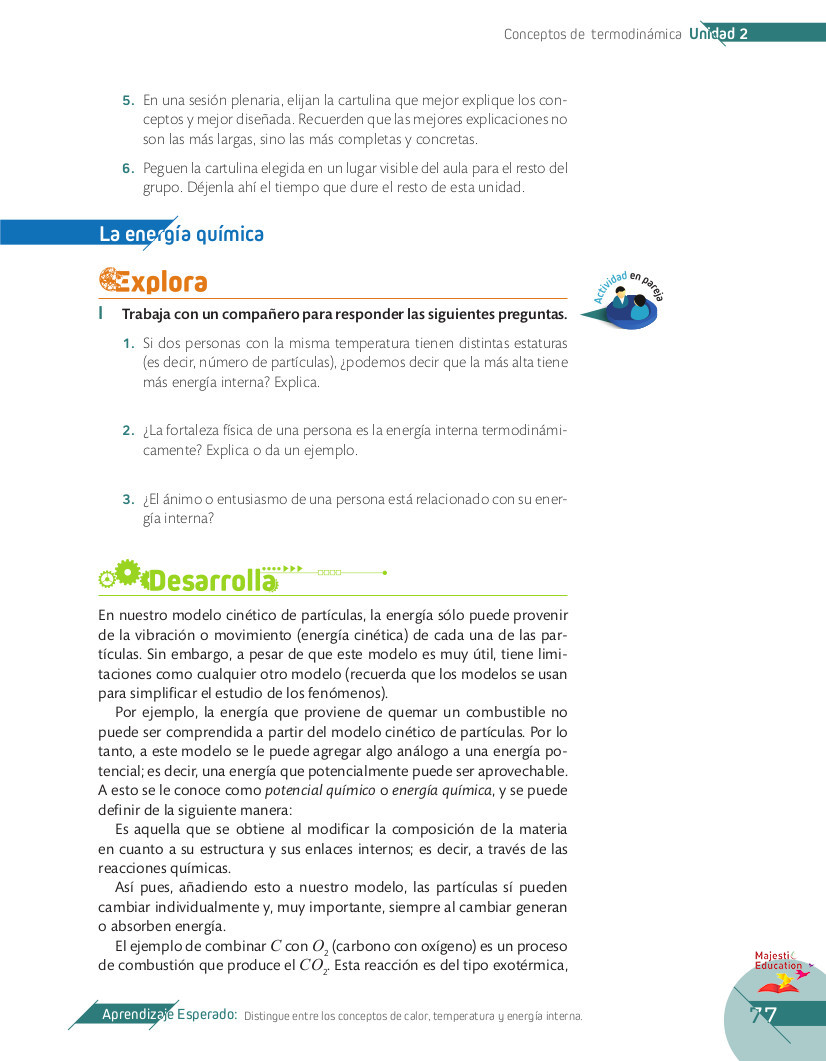 Conceptos de termodinámica Unidad 2
5. En una sesión plenaria, elijan la cartulina que mejor explique los con-
ceptos y mejor diseñada. Recuerden que las mejores explicaciones no
son las más largas, sino las más completas y concretas.
6. Peguen la cartulina elegida en un lugar visible del aula para el resto del
grupo. Déjenla ahí el tiempo que dure el resto de esta unidad.
La energía química
Explora
Actividad en pareja
I Trabaja con un compañero para responder las siguientes preguntas.
1. Si dos personas con la misma temperatura tienen distintas estaturas
(es decir, número de partículas), ¿podemos decir que la más alta tiene
más energía interna? Explica.
2. ¿La fortaleza física de una persona es la energía interna termodinámi-
camente? Explica o da un ejemplo.
3. ¿El ánimo o entusiasmo de una persona está relacionado con su ener-
gía interna?
Desarrolla
En nuestro modelo cinético de partículas, la energía sólo puede provenir
de la vibración o movimiento (energía cinética) de cada una de las par-
tículas. Sin embargo, a pesar de que este modelo es muy útil, tiene limi-
taciones como cualquier otro modelo (recuerda que los modelos se usan
para simplificar el estudio de los fenómenos).
Por ejemplo, la energía que proviene de quemar un combustible no
puede ser comprendida a partir del modelo cinético de partículas. Por lo
tanto, a este modelo se le puede agregar algo análogo a una energía po-
tencial; es decir, una energía que potencialmente puede ser aprovechable.
A esto se le conoce como potencial químico o energía química, y se puede
definir de la siguiente manera:
Es aquella que se obtiene al modificar la composición de la materia
en cuanto a su estructura y sus enlaces internos; es decir, a través de las
reacciones químicas.
Así pues, añadiendo esto a nuestro modelo, las partículas sí pueden
cambiar individualmente y, muy importante, siempre al cambiar generan
o absorben energía.
El ejemplo de combinar C con O₂ (carbono con oxígeno) es un proceso
de combustión que produce el CO₂. Esta reacción es del tipo exotérmica,
Majestic
Education
Aprendizaje Esperado: Distingue entre los conceptos de calor, temperatura y energía interna.
77